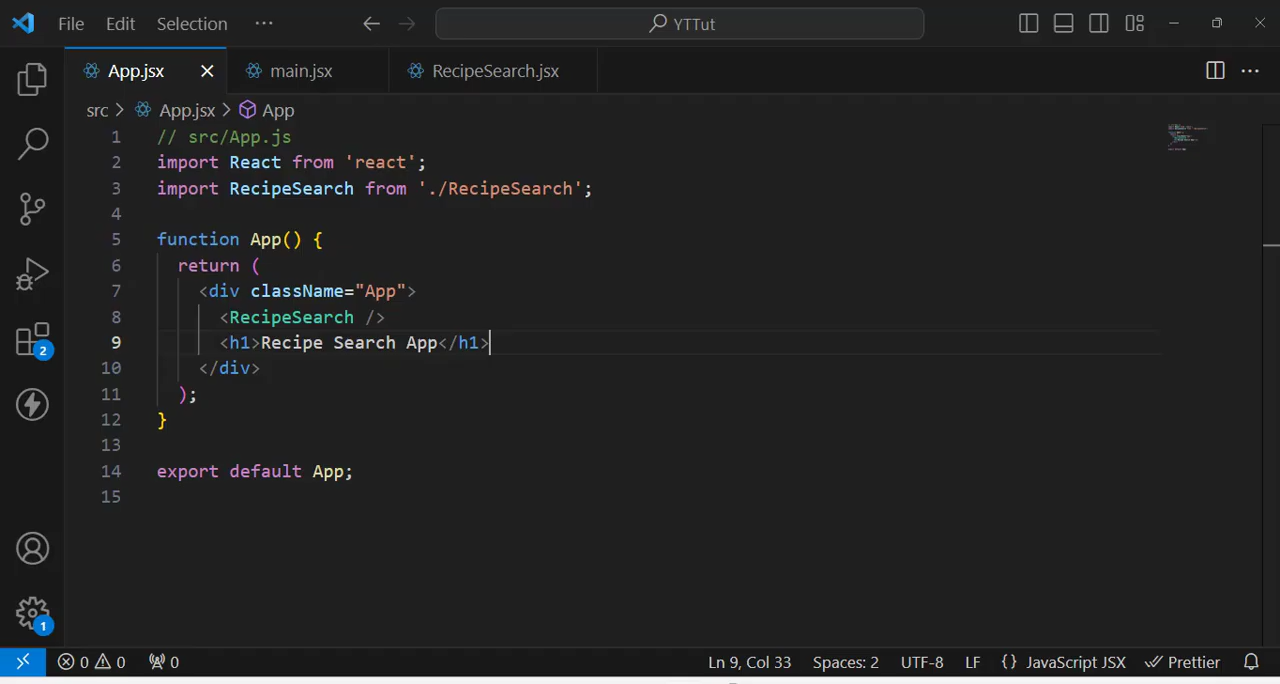 File Edit Selection ··· YTTut
App.jsx main.jsx RecipeSearch.jsx
src > App.jsx > App
1 // src/App.js
2 import React from 'react';
3 import RecipeSearch from './RecipeSearch';
4
5 function App() {
6   return (
7     <div className="App">
8       <RecipeSearch />
9       <h1>Recipe Search App</h1>
10     </div>
11   );
12 }
13
14 export default App;
15
2
1
0 0 0 Ln 9, Col 33 Spaces: 2 UTF-8 LF {} JavaScript JSX Prettier